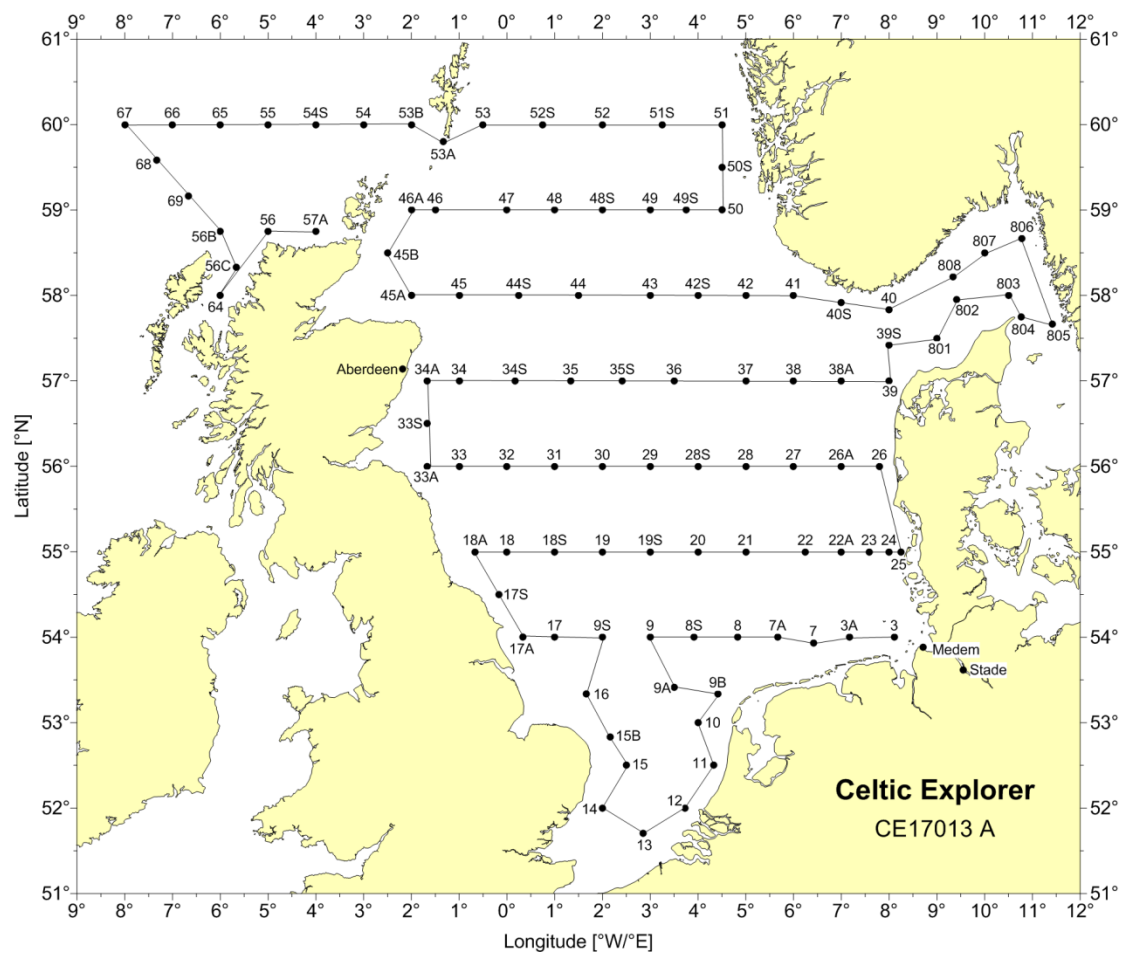 9° 8° 7° 6° 5° 4° 3° 2° 1° 0° 1° 2° 3° 4° 5° 6° 7° 8° 9° 10° 11° 12°
61° 61°
67 66 65 55 54S 54 53B 53 52S 52 51S 51
60° 60°
53A
68 50S
69
46A 46 47 48 48S 49 49S 50
59° 59°
56B 56 57A 806
45B 807
56C 808
64 45A 45 44S 44 43 42S 42 41 40S 40 803
58° 58°
802
804 805
39S 801
Aberdeen
34A 34 34S 35 35S 36 37 38 38A 39
57° 57°
33S
33A 33 32 31 30 29 28S 28 27 26A 26
56° 56°
18A 18 18S 19 19S 20 21 22 22A 23 24
55° 55°
25
17S
17A 17 9S 9 8S 8 7A 7 3A 3
54° 54°
Medem
Stade
9A 9B
16
53° 53°
10
15B
15 11
Celtic Explorer
CE17013 A
52° 52°
14 12
13
51° 51°
9° 8° 7° 6° 5° 4° 3° 2° 1° 0° 1° 2° 3° 4° 5° 6° 7° 8° 9° 10° 11° 12°
Latitude [°N]
Longitude [°W/°E]